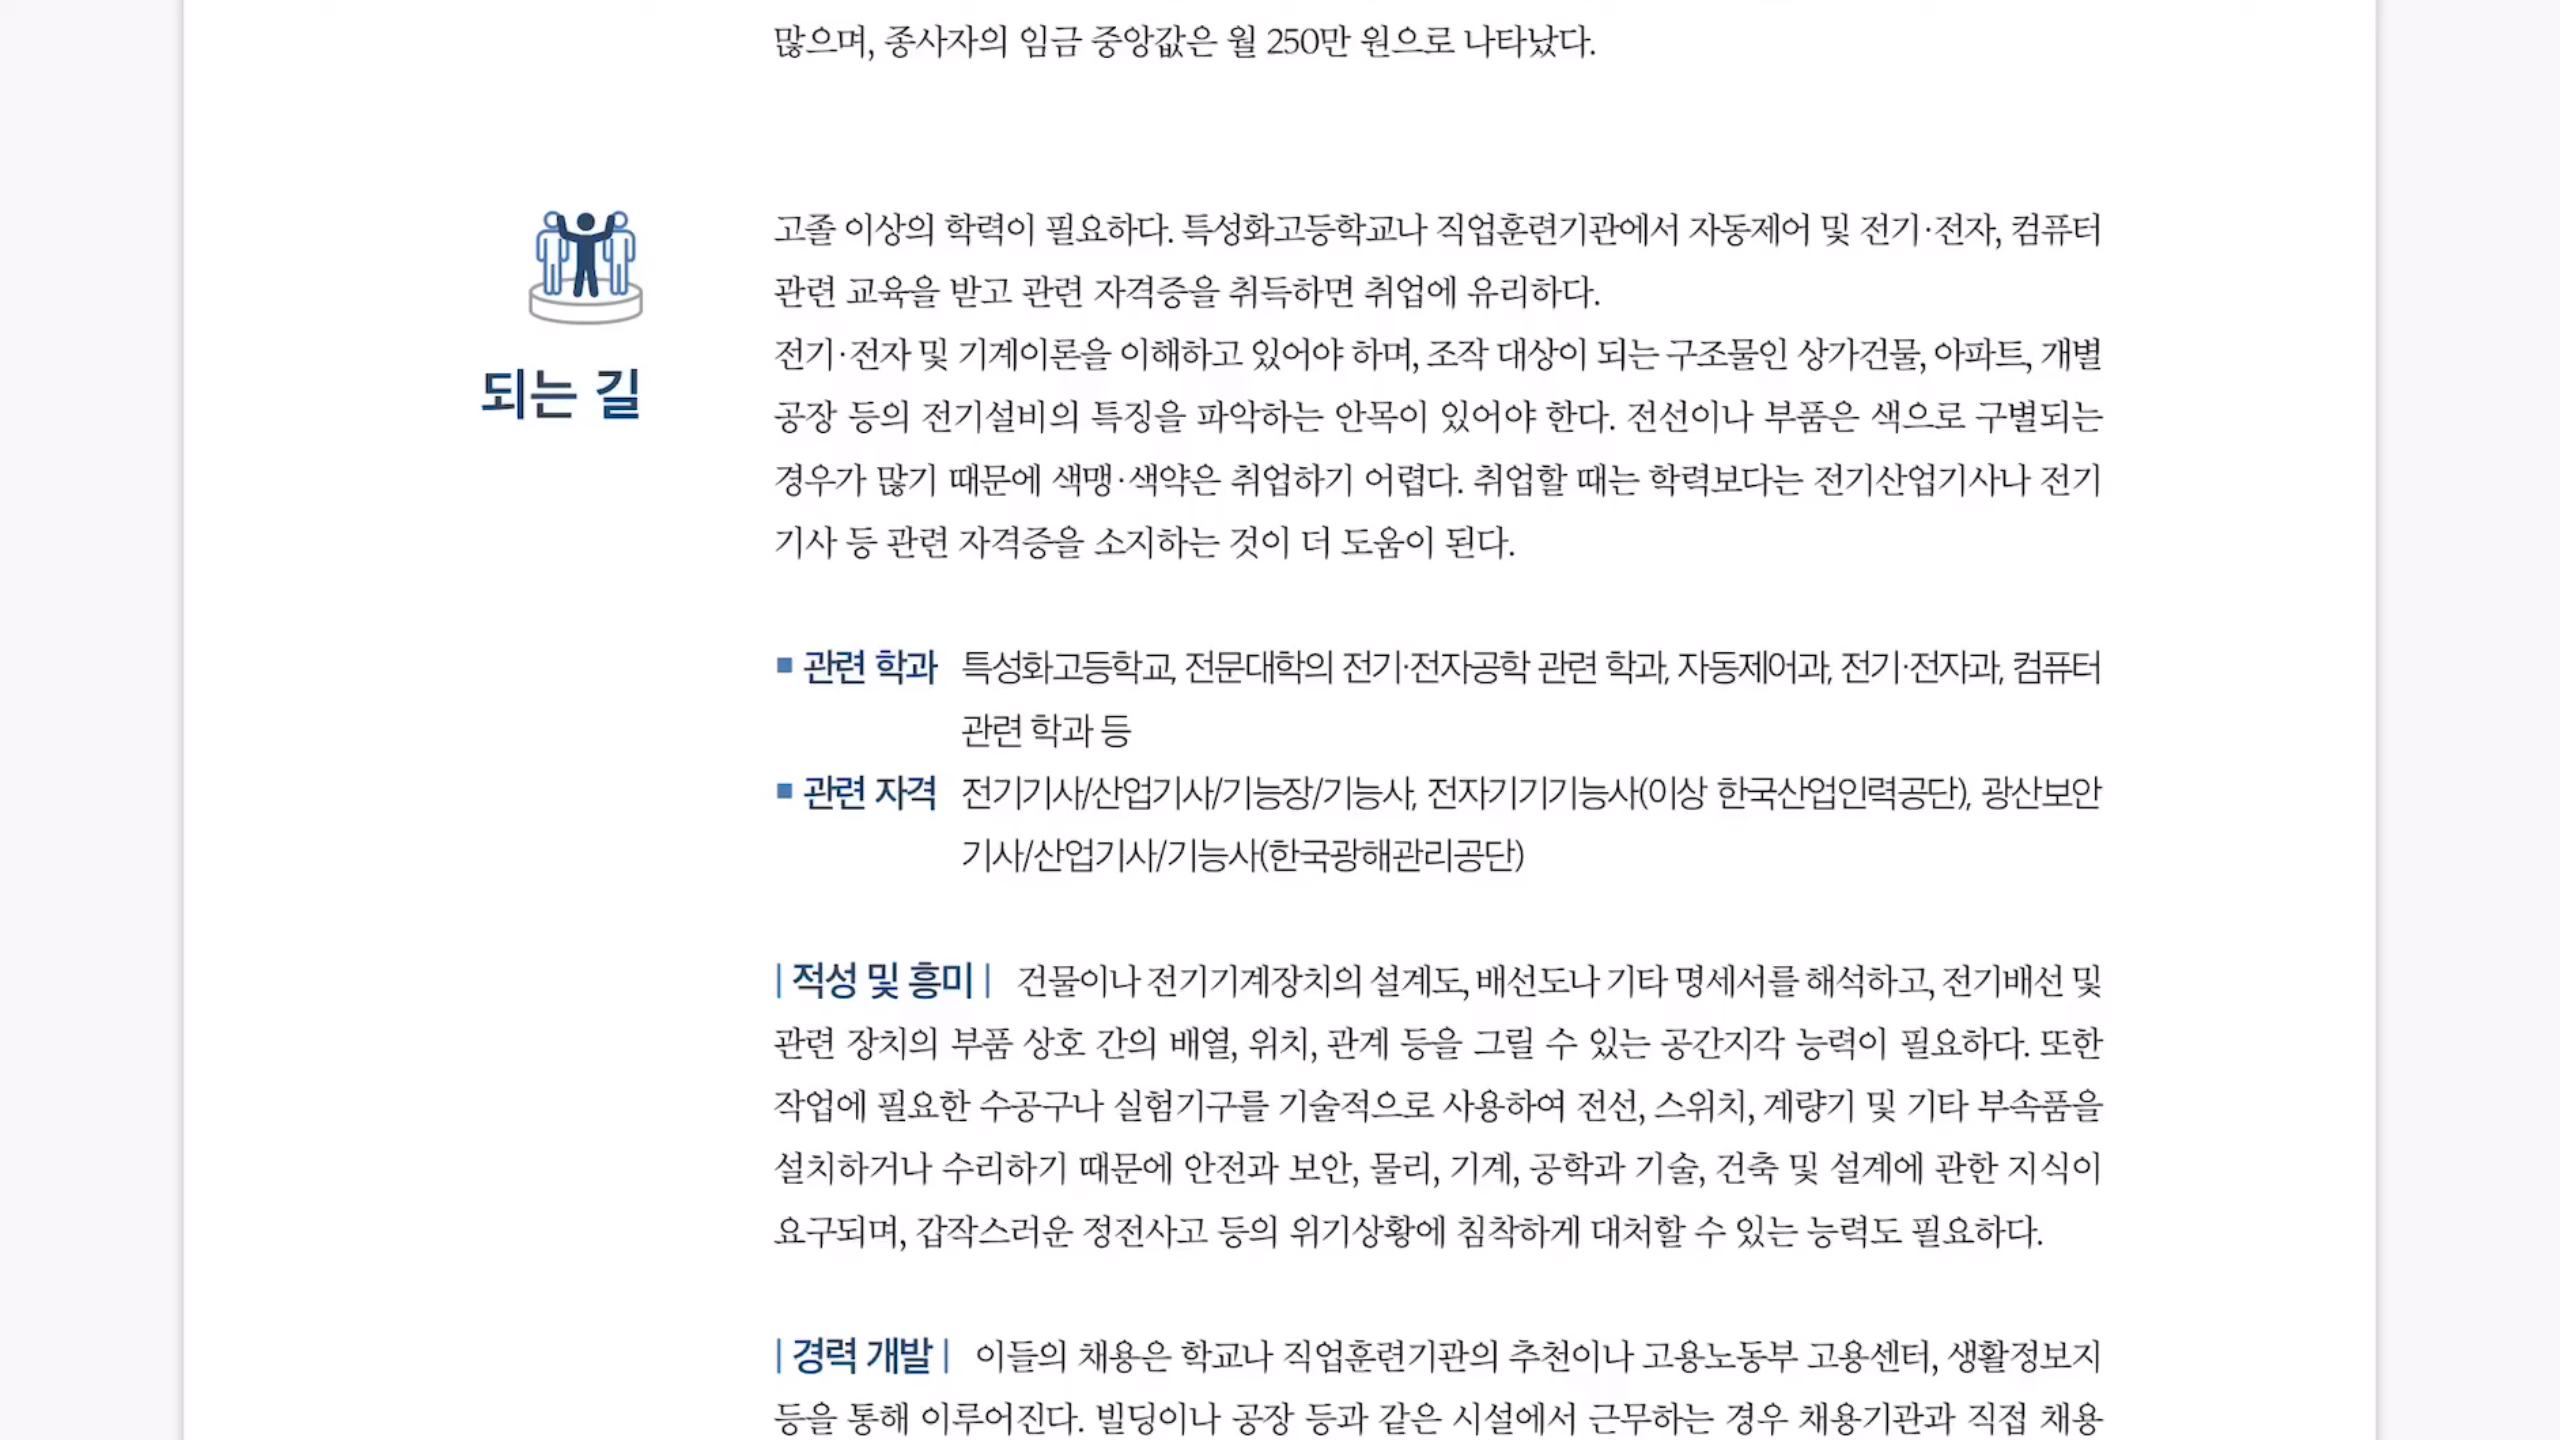 많으며, 종사자의 임금 중앙값은 월 250만 원으로 나타났다.
되는 길
고졸 이상의 학력이 필요하다. 특성화고등학교나 직업훈련기관에서 자동제어 및 전기·전자, 컴퓨터
관련 교육을 받고 관련 자격증을 취득하면 취업에 유리하다.
전기·전자 및 기계이론을 이해하고 있어야 하며, 조작 대상이 되는 구조물인 상가건물, 아파트, 개별
공장 등의 전기설비의 특징을 파악하는 안목이 있어야 한다. 전선이나 부품은 색으로 구별되는
경우가 많기 때문에 색맹·색약은 취업하기 어렵다. 취업할 때는 학력보다는 전기산업기사나 전기
기사 등 관련 자격증을 소지하는 것이 더 도움이 된다.
■ 관련 학과 특성화고등학교, 전문대학의 전기·전자공학 관련 학과, 자동제어과, 전기·전자과, 컴퓨터
관련 학과 등
■ 관련 자격 전기기사/산업기사/기능장/기능사, 전자기기기능사(이상 한국산업인력공단), 광산보안
기사/산업기사/기능사(한국광해관리공단)
| 적성 및 흥미 | 건물이나 전기기계장치의 설계도, 배선도나 기타 명세서를 해석하고, 전기배선 및
관련 장치의 부품 상호 간의 배열, 위치, 관계 등을 그릴 수 있는 공간지각 능력이 필요하다. 또한
작업에 필요한 수공구나 실험기구를 기술적으로 사용하여 전선, 스위치, 계량기 및 기타 부속품을
설치하거나 수리하기 때문에 안전과 보안, 물리, 기계, 공학과 기술, 건축 및 설계에 관한 지식이
요구되며, 갑작스러운 정전사고 등의 위기상황에 침착하게 대처할 수 있는 능력도 필요하다.
| 경력 개발 | 이들의 채용은 학교나 직업훈련기관의 추천이나 고용노동부 고용센터, 생활정보지
등을 통해 이루어진다. 빌딩이나 공장 등과 같은 시설에서 근무하는 경우 채용기관과 직접 채용